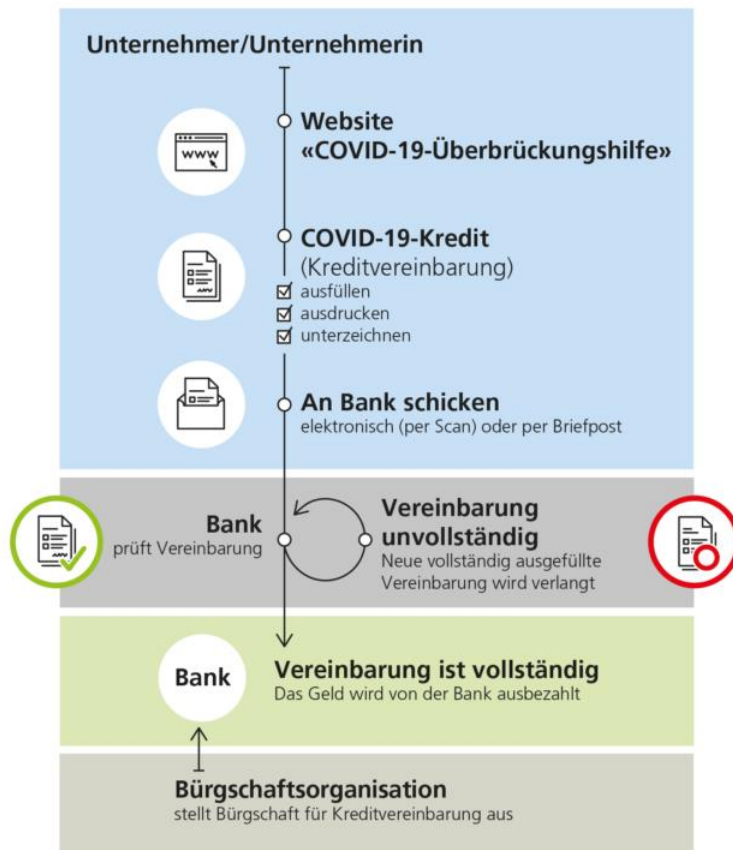 Unternehmer/Unternehmerin
Website
«COVID-19-Überbrückungshilfe»
www
COVID-19-Kredit
(Kreditvereinbarung)
ausfüllen
ausdrucken
unterzeichnen
An Bank schicken
elektronisch (per Scan) oder per Briefpost
Bank
prüft Vereinbarung
Vereinbarung
unvollständig
Neue vollständig ausgefüllte
Vereinbarung wird verlangt
Bank
Vereinbarung ist vollständig
Das Geld wird von der Bank ausbezahlt
Bürgschaftsorganisation
stellt Bürgschaft für Kreditvereinbarung aus